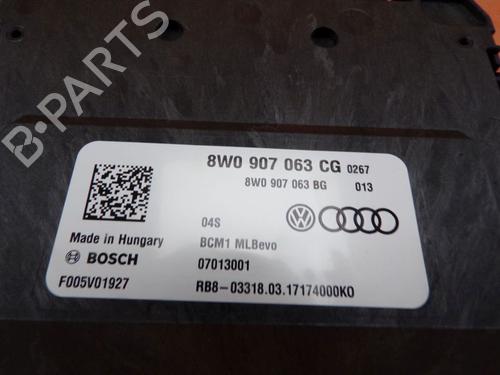 8W0 907 063 CG 0267
8W0 907 063 BG 013
04S
Made in Hungary BCM1 MLBevo
BOSCH 07013001
F005V01927 RB8-03318.03.17174000K0
B-PARTS